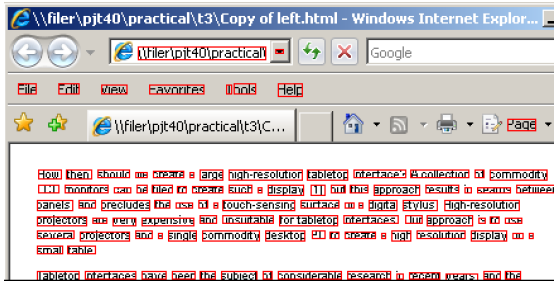 \\filer\pjt40\practical\t3\Copy of left.html - Windows Internet Explor...
\\filer\pjt40\practical\ Google
File Edit View Favorites Tools Help
\\filer\pjt40\practical\t3\C... Page
How then should we create a large high-resolution tabletop interface? A collection of commodity
LCD monitors can be tiled to create such a display [1] but this approach results in seams between
panels and precludes the use of a touch-sensing surface or a digital stylus. High-resolution
projectors are very expensive and unsuitable for tabletop interfaces. Our approach is to use
several projectors and a single commodity desktop PC to create a high resolution display on a
small table.
Tabletop interfaces have been the subject of considerable research in recent years and the